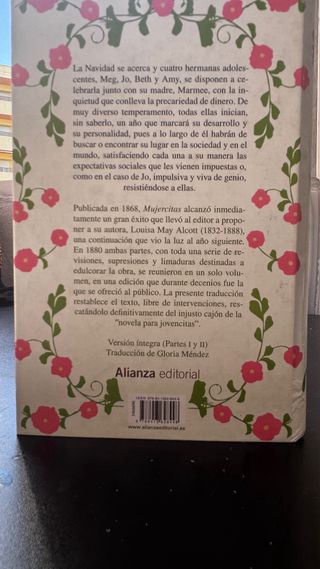 La Navidad se acerca y cuatro hermanas adoles-
centes, Meg, Jo, Beth y Amy, se disponen a ce-
lebrarla junto con su madre, Marmee, con la in-
quietud que conlleva la precariedad de dinero. De
muy diverso temperamento, todas ellas inician,
sin saberlo, un año que marcará su desarrollo y
su personalidad, pues a lo largo de él habrán de
buscar o encontrar su lugar en la sociedad y en el
mundo, satisfaciendo cada una a su manera las
expectativas sociales que les vienen impuestas o,
como en el caso de Jo, impulsiva y viva de genio,
resistiéndose a ellas.
Publicada en 1868, Mujercitas alcanzó inmedia-
tamente un gran éxito que llevó al editor a propo-
ner a su autora, Louisa May Alcott (1832-1888),
una continuación que vio la luz al año siguiente.
En 1880 ambas partes, con toda una serie de re-
visiones, supresiones y limaduras destinadas a
edulcorar la obra, se reunieron en un solo volu-
men, en una edición que durante decenios fue la
que se ofreció al público. La presente traducción
restablece el texto, libre de intervenciones, res-
catándolo definitivamente del injusto cajón de la
"novela para jovencitas".
Versión íntegra (Partes I y II)
Traducción de Gloria Méndez
Alianza editorial
www.alianzaeditorial.es